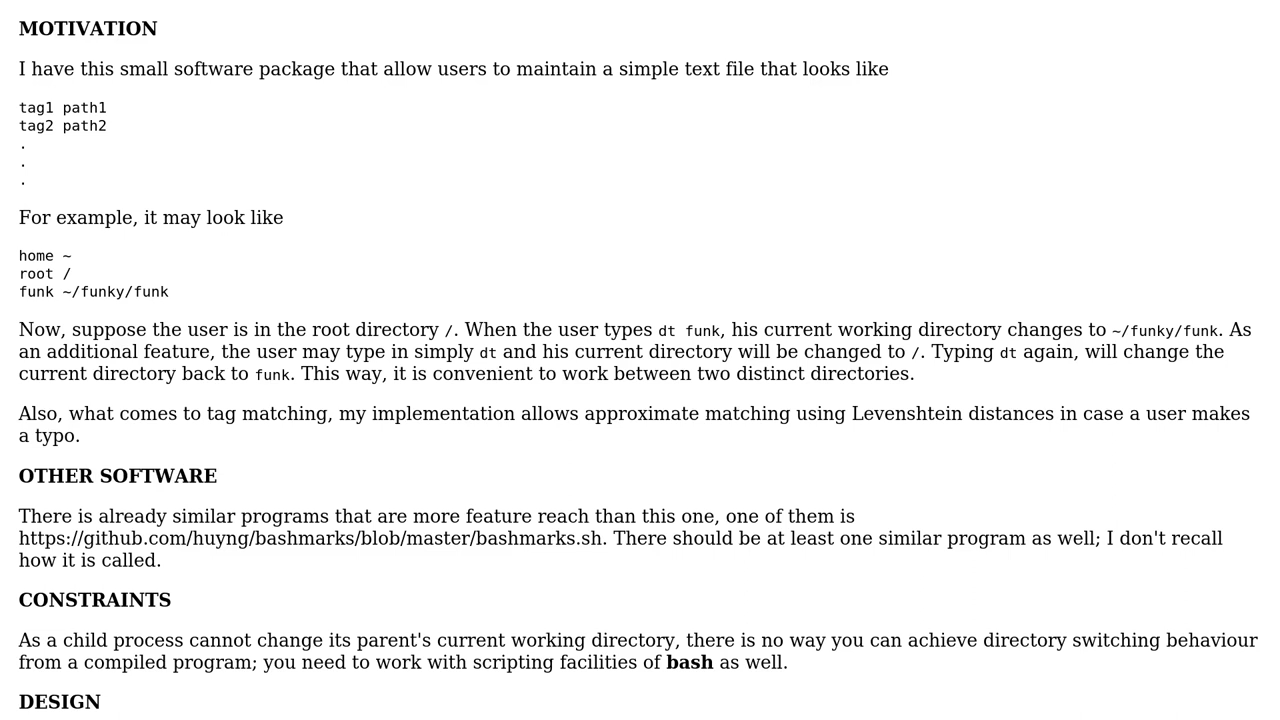 MOTIVATION
I have this small software package that allow users to maintain a simple text file that looks like
tag1 path1
tag2 path2
.
.
.
For example, it may look like
home ~
root /
funk ~/funky/funk
Now, suppose the user is in the root directory /. When the user types dt funk, his current working directory changes to ~/funky/funk. As
an additional feature, the user may type in simply dt and his current directory will be changed to /. Typing dt again, will change the
current directory back to funk. This way, it is convenient to work between two distinct directories.
Also, what comes to tag matching, my implementation allows approximate matching using Levenshtein distances in case a user makes
a typo.
OTHER SOFTWARE
There is already similar programs that are more feature reach than this one, one of them is
https://github.com/huyng/bashmarks/blob/master/bashmarks.sh. There should be at least one similar program as well; I don't recall
how it is called.
CONSTRAINTS
As a child process cannot change its parent's current working directory, there is no way you can achieve directory switching behaviour
from a compiled program; you need to work with scripting facilities of bash as well.
DESIGN